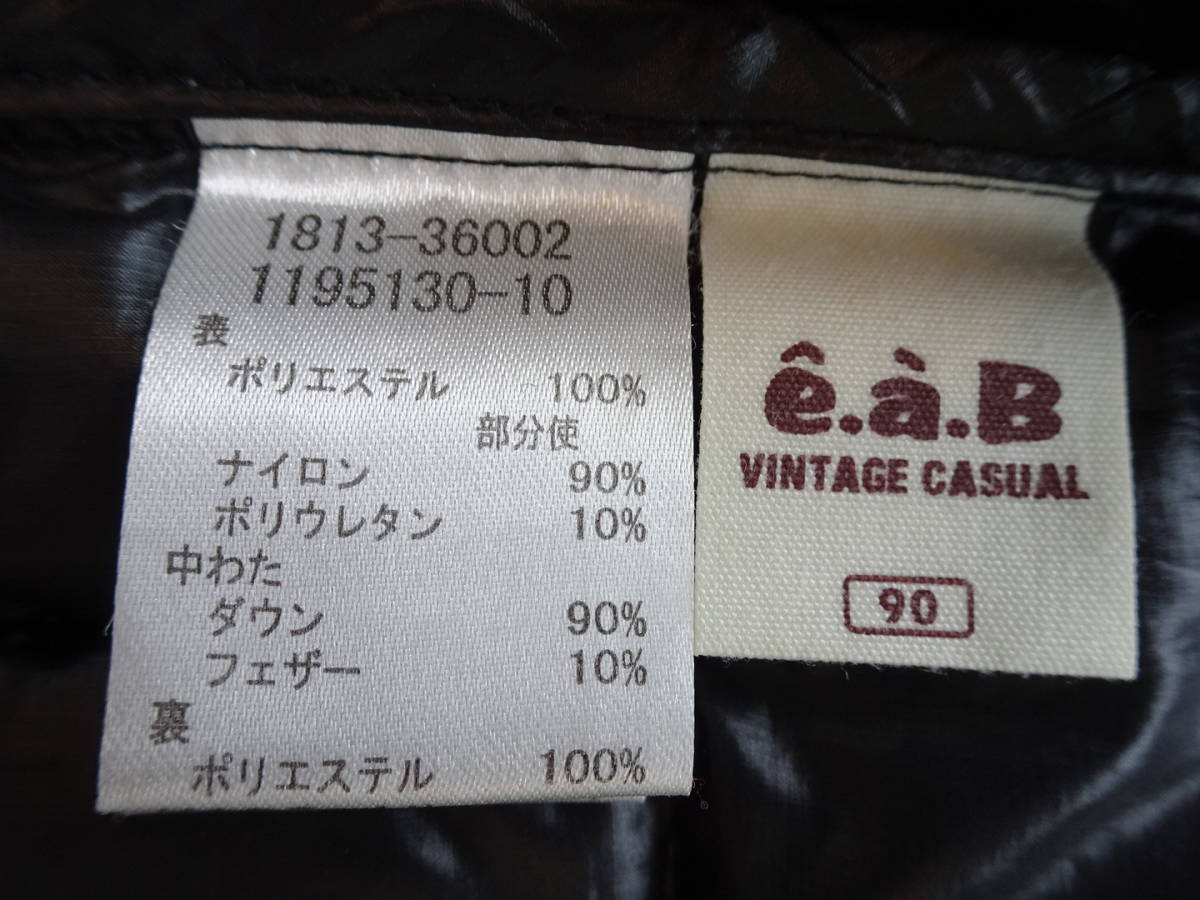 1813-36002
1195130-10
表
ポリエステル 100%
部分使
ナイロン 90%
ポリウレタン 10%
中わた
ダウン 90%
フェザー 10%
裏
ポリエステル 100%
ê.à.B
VINTAGE CASUAL
90